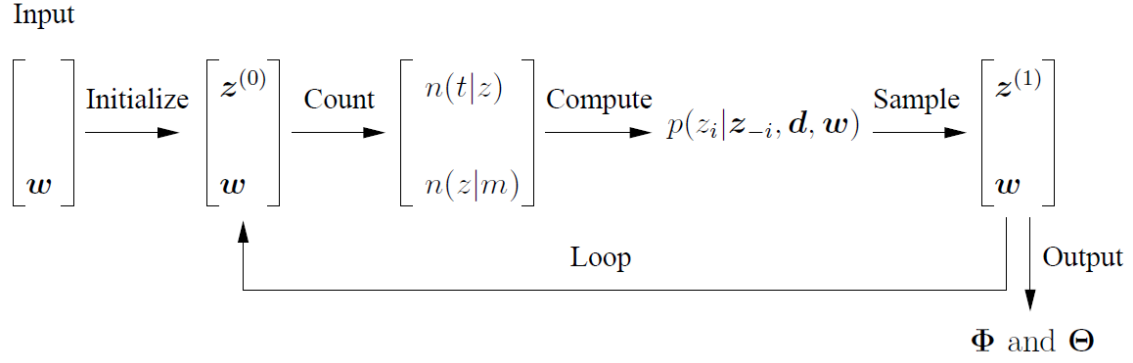 Input
w
Initialize
z^(0)
w
Count
n(t|z)
n(z|m)
Compute
p(z_i|z_{-i}, d, w)
Sample
z^(1)
w
Loop
Output
Φ and Θ